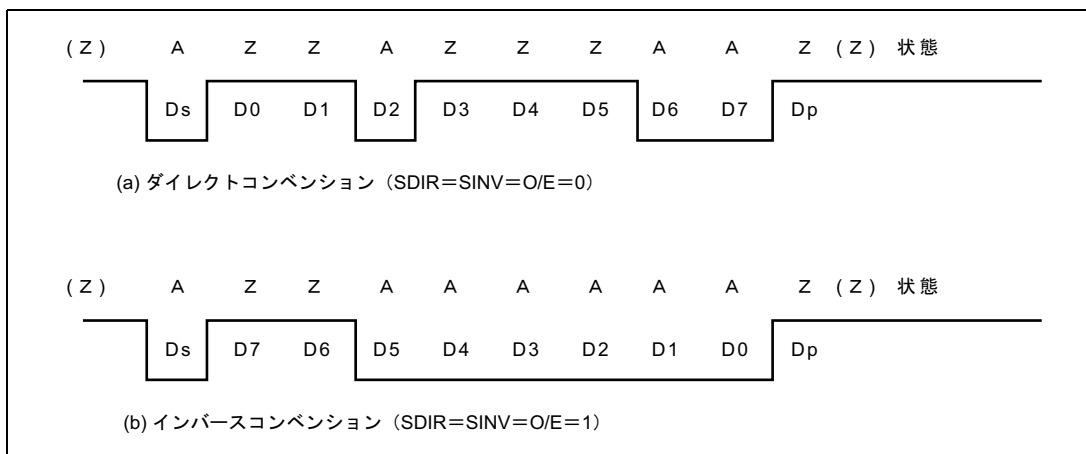 (Z) A Z Z A Z Z Z A A Z (Z) 状態
Ds D0 D1 D2 D3 D4 D5 D6 D7 Dp
(a) ダイレクトコンベンション（SDIR＝SINV＝O/E＝0）
(Z) A Z Z A A A A A A Z (Z) 状態
Ds D7 D6 D5 D4 D3 D2 D1 D0 Dp
(b) インバースコンベンション（SDIR＝SINV＝O/E＝1）